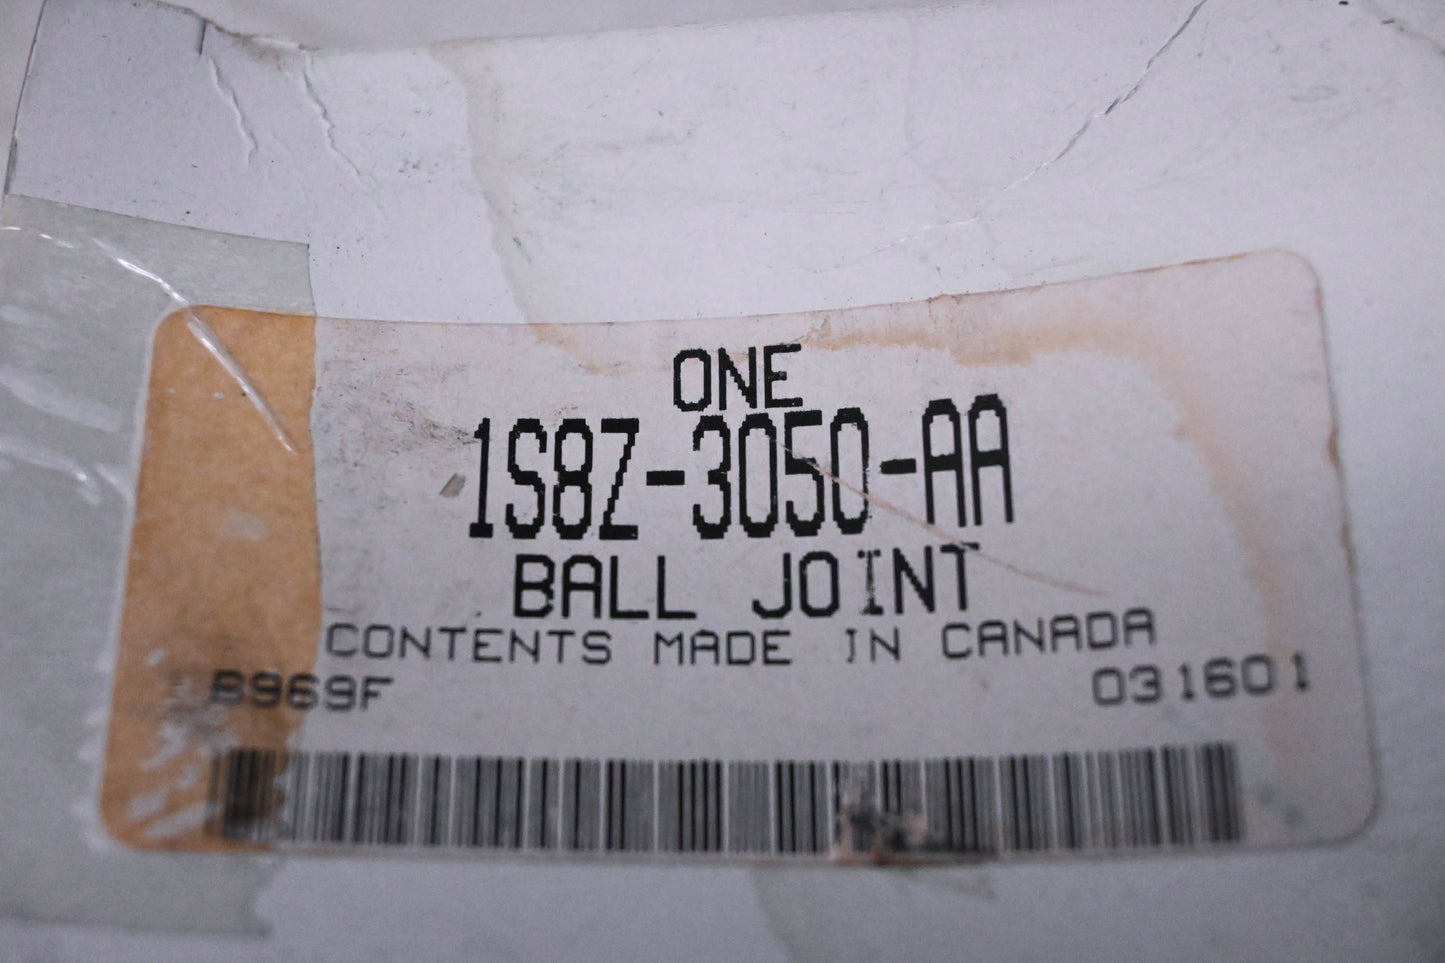 ONE
1S8Z-3050-AA
BALL JOINT
CONTENTS MADE IN CANADA
B969F 031601